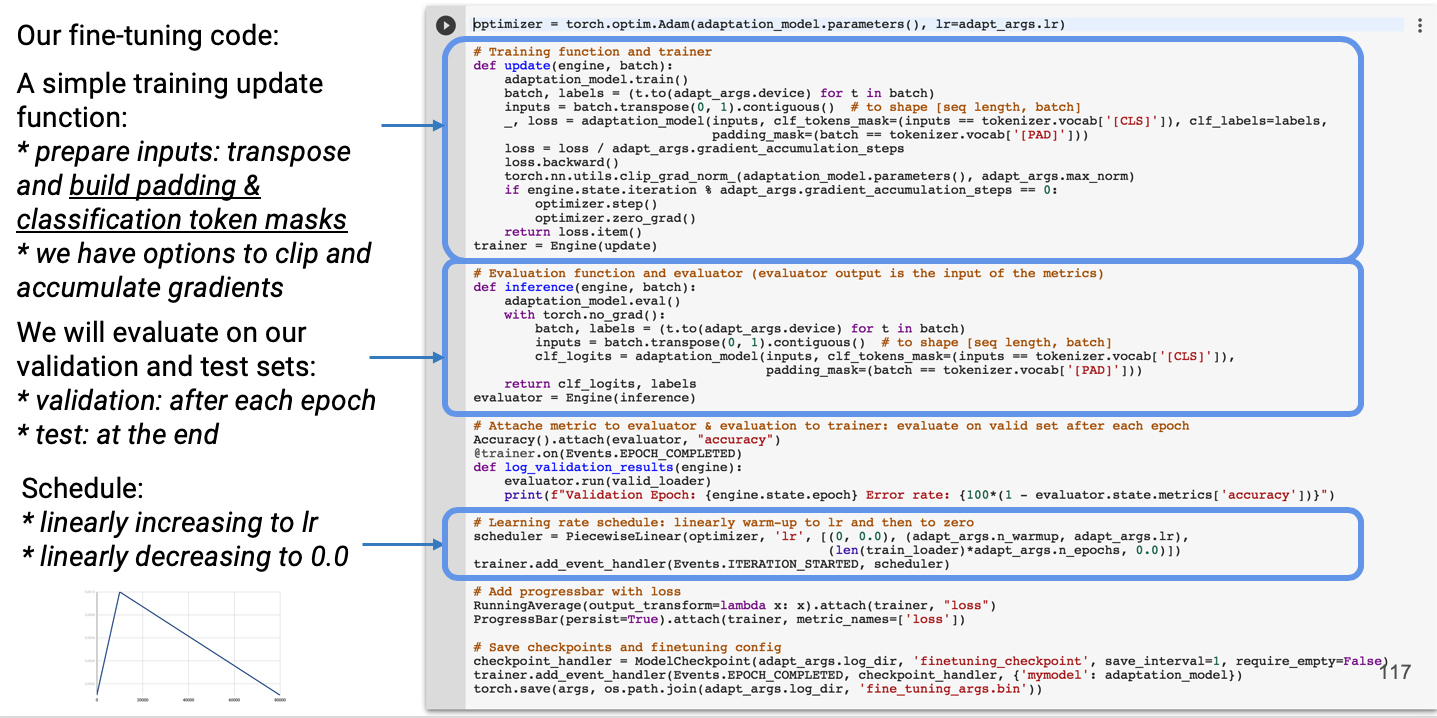 Our fine-tuning code:
A simple training update
function:
* prepare inputs: transpose
and build padding &
classification token masks
* we have options to clip and
accumulate gradients
We will evaluate on our
validation and test sets:
* validation: after each epoch
* test: at the end
Schedule:
* linearly increasing to lr
* linearly decreasing to 0.0
0 20000 40000 60000 80000
optimizer = torch.optim.Adam(adaptation_model.parameters(), lr=adapt_args.lr)
# Training function and trainer
def update(engine, batch):
    adaptation_model.train()
    batch, labels = (t.to(adapt_args.device) for t in batch)
    inputs = batch.transpose(0, 1).contiguous()  # to shape [seq length, batch]
    _, loss = adaptation_model(inputs, clf_tokens_mask=(inputs == tokenizer.vocab['[CLS]']), clf_labels=labels,
                               padding_mask=(batch == tokenizer.vocab['[PAD]']))
    loss = loss / adapt_args.gradient_accumulation_steps
    loss.backward()
    torch.nn.utils.clip_grad_norm_(adaptation_model.parameters(), adapt_args.max_norm)
    if engine.state.iteration % adapt_args.gradient_accumulation_steps == 0:
        optimizer.step()
        optimizer.zero_grad()
    return loss.item()
trainer = Engine(update)
# Evaluation function and evaluator (evaluator output is the input of the metrics)
def inference(engine, batch):
    adaptation_model.eval()
    with torch.no_grad():
        batch, labels = (t.to(adapt_args.device) for t in batch)
        inputs = batch.transpose(0, 1).contiguous()  # to shape [seq length, batch]
        clf_logits = adaptation_model(inputs, clf_tokens_mask=(inputs == tokenizer.vocab['[CLS]']),
                                      padding_mask=(batch == tokenizer.vocab['[PAD]']))
    return clf_logits, labels
evaluator = Engine(inference)
# Attache metric to evaluator & evaluation to trainer: evaluate on valid set after each epoch
Accuracy().attach(evaluator, "accuracy")
@trainer.on(Events.EPOCH_COMPLETED)
def log_validation_results(engine):
    evaluator.run(valid_loader)
    print(f"Validation Epoch: {engine.state.epoch} Error rate: {100*(1 - evaluator.state.metrics['accuracy'])}")
# Learning rate schedule: linearly warm-up to lr and then to zero
scheduler = PiecewiseLinear(optimizer, 'lr', [(0, 0.0), (adapt_args.n_warmup, adapt_args.lr),
                                              (len(train_loader)*adapt_args.n_epochs, 0.0)])
trainer.add_event_handler(Events.ITERATION_STARTED, scheduler)
# Add progressbar with loss
RunningAverage(output_transform=lambda x: x).attach(trainer, "loss")
ProgressBar(persist=True).attach(trainer, metric_names=['loss'])
# Save checkpoints and finetuning config
checkpoint_handler = ModelCheckpoint(adapt_args.log_dir, 'finetuning_checkpoint', save_interval=1, require_empty=False)
trainer.add_event_handler(Events.EPOCH_COMPLETED, checkpoint_handler, {'mymodel': adaptation_model})
torch.save(args, os.path.join(adapt_args.log_dir, 'fine_tuning_args.bin'))
117